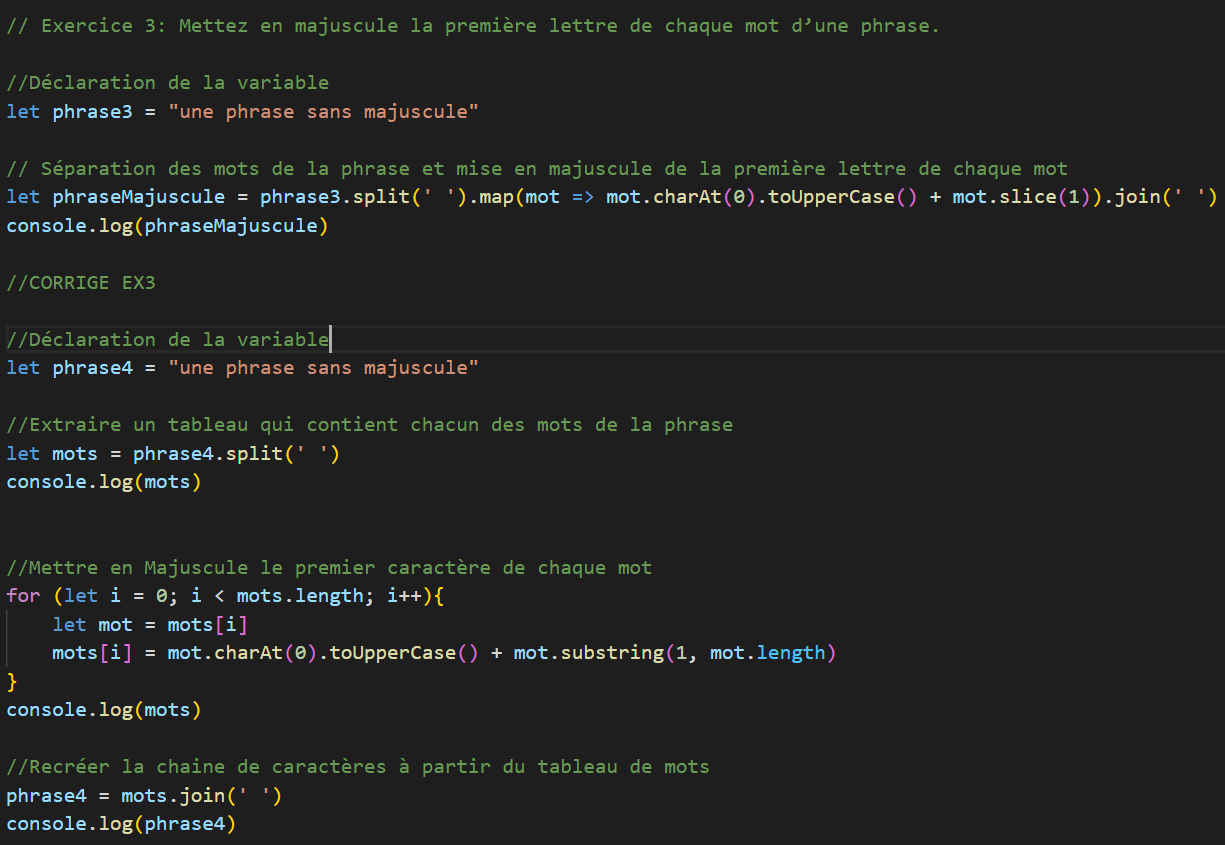 // Exercice 3: Mettez en majuscule la première lettre de chaque mot d’une phrase.
//Déclaration de la variable
let phrase3 = "une phrase sans majuscule"
// Séparation des mots de la phrase et mise en majuscule de la première lettre de chaque mot
let phraseMajuscule = phrase3.split(' ').map(mot => mot.charAt(0).toUpperCase() + mot.slice(1)).join(' ')
console.log(phraseMajuscule)
//CORRIGE EX3
//Déclaration de la variable
let phrase4 = "une phrase sans majuscule"
//Extraire un tableau qui contient chacun des mots de la phrase
let mots = phrase4.split(' ')
console.log(mots)
//Mettre en Majuscule le premier caractère de chaque mot
for (let i = 0; i < mots.length; i++){
    let mot = mots[i]
    mots[i] = mot.charAt(0).toUpperCase() + mot.substring(1, mot.length)
}
console.log(mots)
//Recréer la chaine de caractères à partir du tableau de mots
phrase4 = mots.join(' ')
console.log(phrase4)